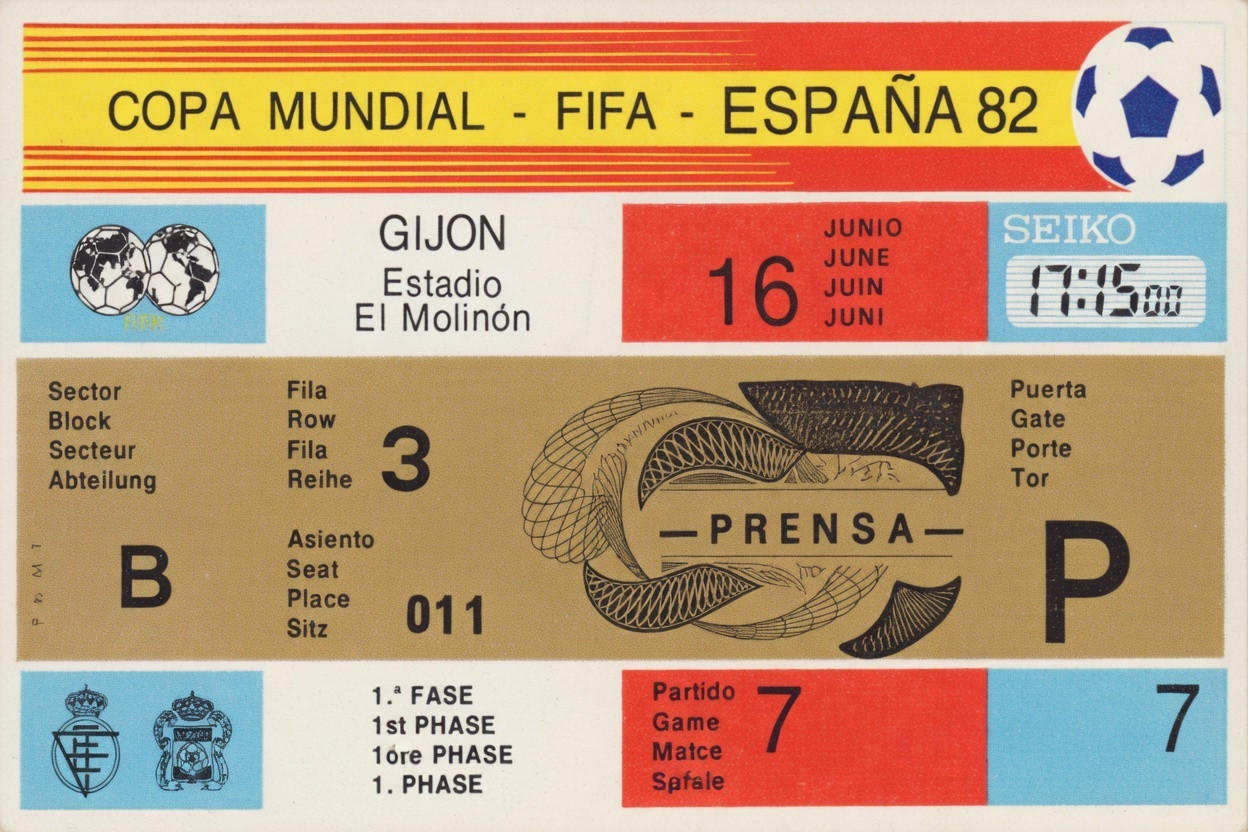 COPA MUNDIAL - FIFA - ESPAÑA 82
GIJON
Estadio
El Molinón
16
JUNIO
JUNE
JUIN
JUNI
SEIKO
17:15 00
Sector
Block
Secteur
Abteilung
B
Fila
Row
Fila
Reihe
3
Asiento
Seat
Place
Sitz
011
—PRENSA—
Puerta
Gate
Porte
Tor
P
1.ª FASE
1st PHASE
1óre PHASE
1. PHASE
Partido
Game
Matce
7
7